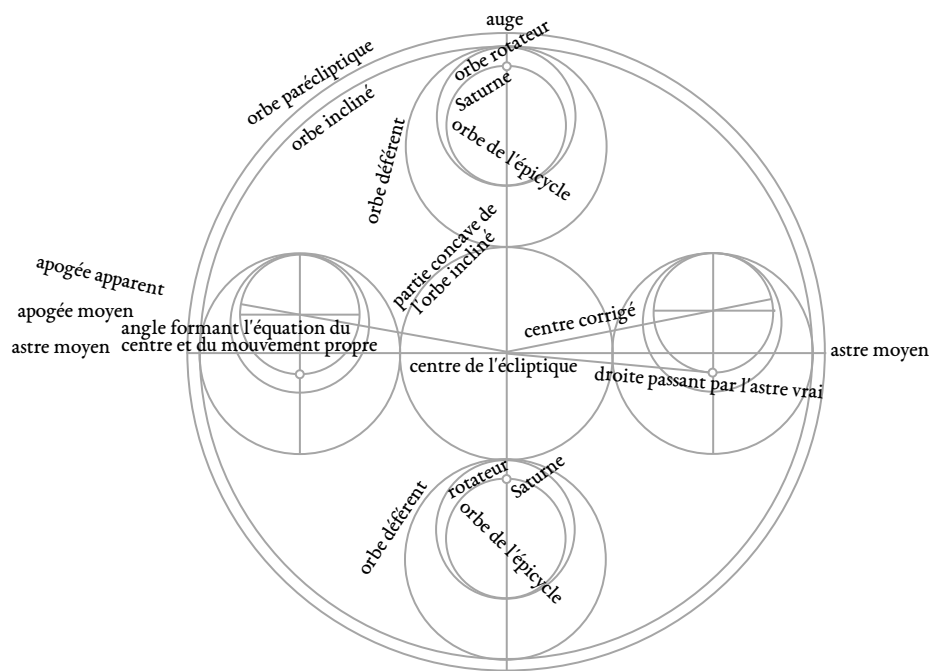 auge
orbe rotateur
orbe parécliptique
Saturne
orbe incliné
orbe de l'épicycle
orbe déférent
partie concave de
l'orbe incliné
apogée apparent
apogée moyen
centre corrigé
angle formant l'équation du
astre moyen
centre et du mouvement propre
astre moyen
centre de l'écliptique
droite passant par l'astre vrai
rotateur
Saturne
orbe déférent
orbe de l'épicycle